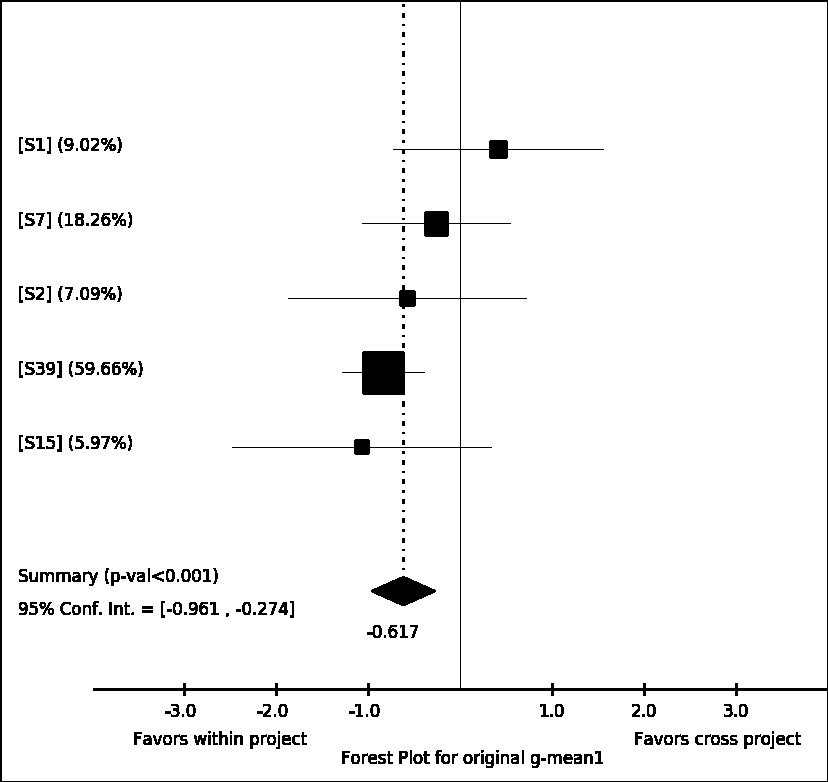 [S1] (9.02%)
[S7] (18.26%)
[S2] (7.09%)
[S39] (59.66%)
[S15] (5.97%)
Summary (p-val<0.001)
95% Conf. Int. = [-0.961 , -0.274]
-0.617
-3.0 -2.0 -1.0 1.0 2.0 3.0
Favors within project Favors cross project
Forest Plot for original g-mean1